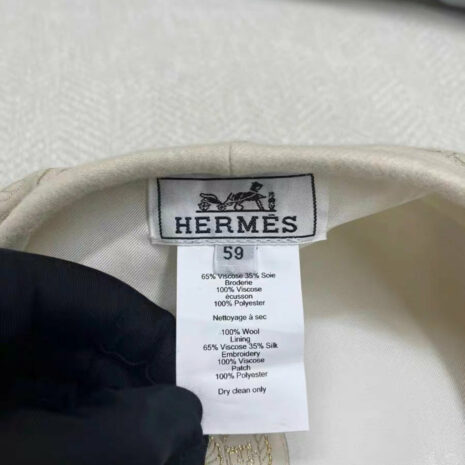 HERMÈS
59
65% Viscose 35% Soie
Broderie
100% Viscose
écusson
100% Polyester
Nettoyage à sec
100% Wool
Lining
65% Viscose 35% Silk
Embroidery
100% Viscose
Patch
100% Polyester
Dry clean only